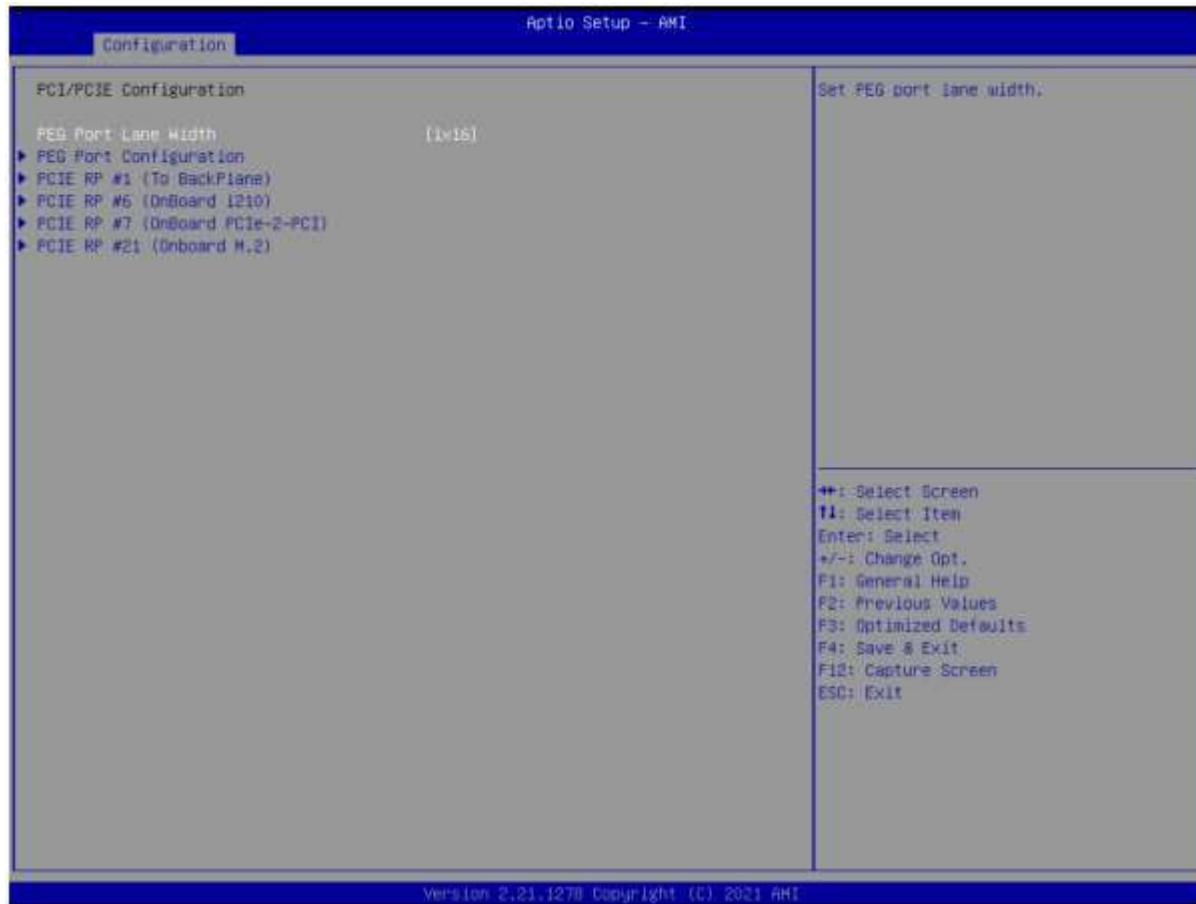 Aptio Setup - AMI
Configuration
PCI/PCIE Configuration
PEG Port Lane Width [1x16]
PEG Port Configuration
PCIE RP #1 (To BackPlane)
PCIE RP #6 (OnBoard i210)
PCIE RP #7 (OnBoard PCIe-2-PCI)
PCIE RP #21 (Onboard M.2)
Set PEG port lane width.
→←: Select Screen
↑↓: Select Item
Enter: Select
+/-: Change Opt.
F1: General Help
F2: Previous Values
F3: Optimized Defaults
F4: Save & Exit
F12: Capture Screen
ESC: Exit
Version 2.21.1278 Copyright (C) 2021 AMI